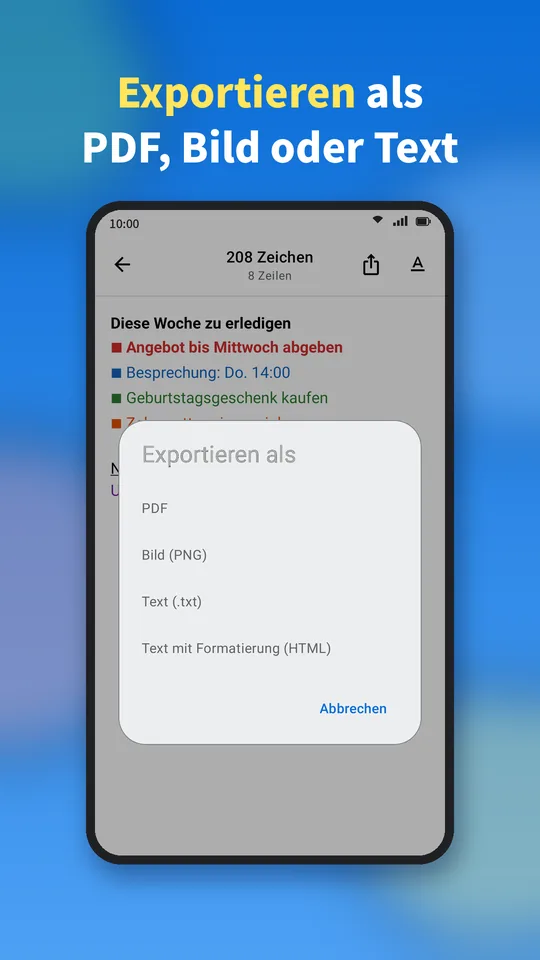 Exportieren als
PDF, Bild oder Text
10:00
208 Zeichen
8 Zeilen
A
Diese Woche zu erledigen
Angebot bis Mittwoch abgeben
Besprechung: Do. 14:00
Geburtstagsgeschenk kaufen
Exportieren als
PDF
Bild (PNG)
Text (.txt)
Text mit Formatierung (HTML)
Abbrechen